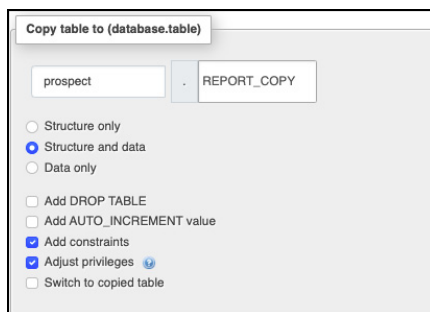 Copy table to (database.table)
prospect . REPORT_COPY
Structure only
Structure and data
Data only
Add DROP TABLE
Add AUTO_INCREMENT value
Add constraints
Adjust privileges
Switch to copied table